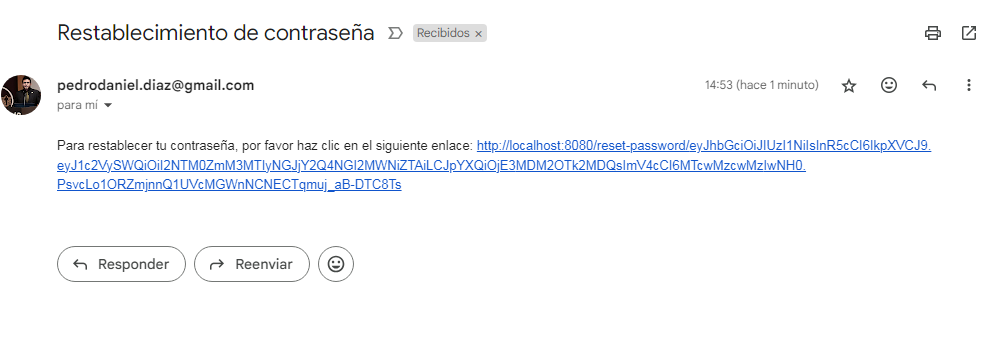 Restablecimiento de contraseña Recibidos ×
pedrodaniel.diaz@gmail.com 14:53 (hace 1 minuto)
para mí
Para restablecer tu contraseña, por favor haz clic en el siguiente enlace: http://localhost:8080/reset-password/eyJhbGciOiJIUzI1NiIsInR5cCI6IkpXVCJ9.
eyJ1c2VySWQiOiI2NTM0ZmM3MTIyNGJjY2Q4NGI2MWNiZTAiLCJpYXQiOjE3MDM2OTk2MDQsImV4cCI6MTcwMzcwMzIwNH0.
PsvcLo1ORZmjnnQ1UVcMGWnNCNECTqmuj_aB-DTC8Ts
Responder Reenviar